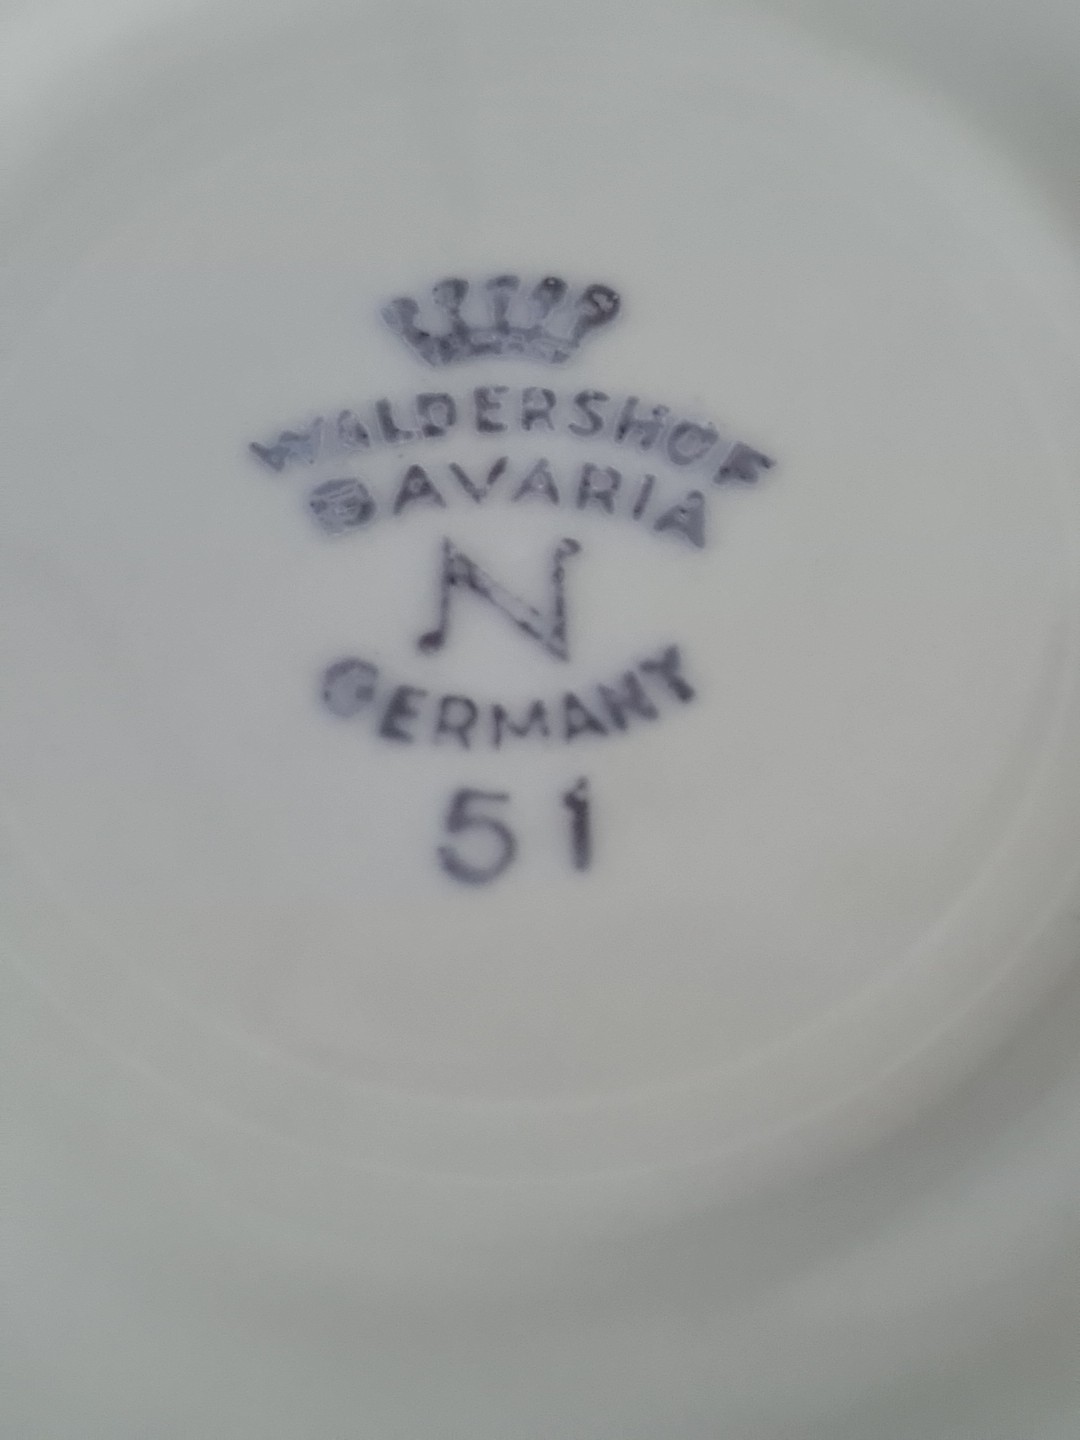 WALDERSHOF
BAVARIA
N
GERMANY
51